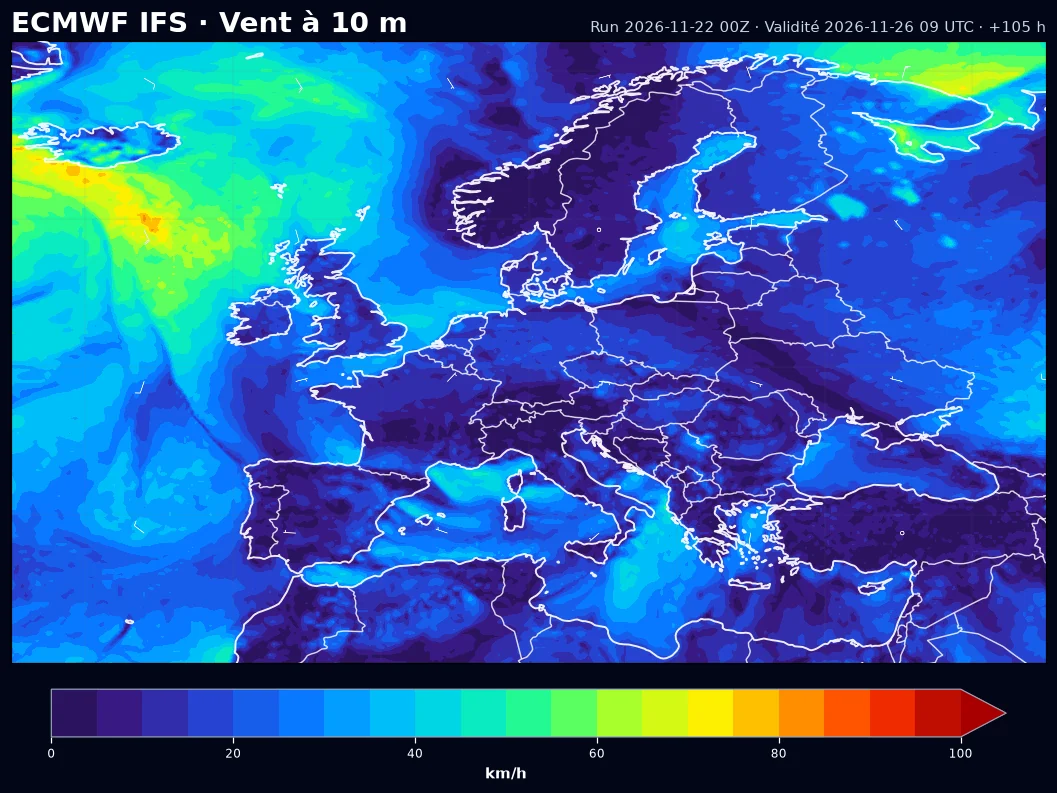 ECMWF IFS · Vent à 10 m
Run 2026-11-22 00Z · Validité 2026-11-26 09 UTC · +105 h
0 20 40 60 80 100
km/h